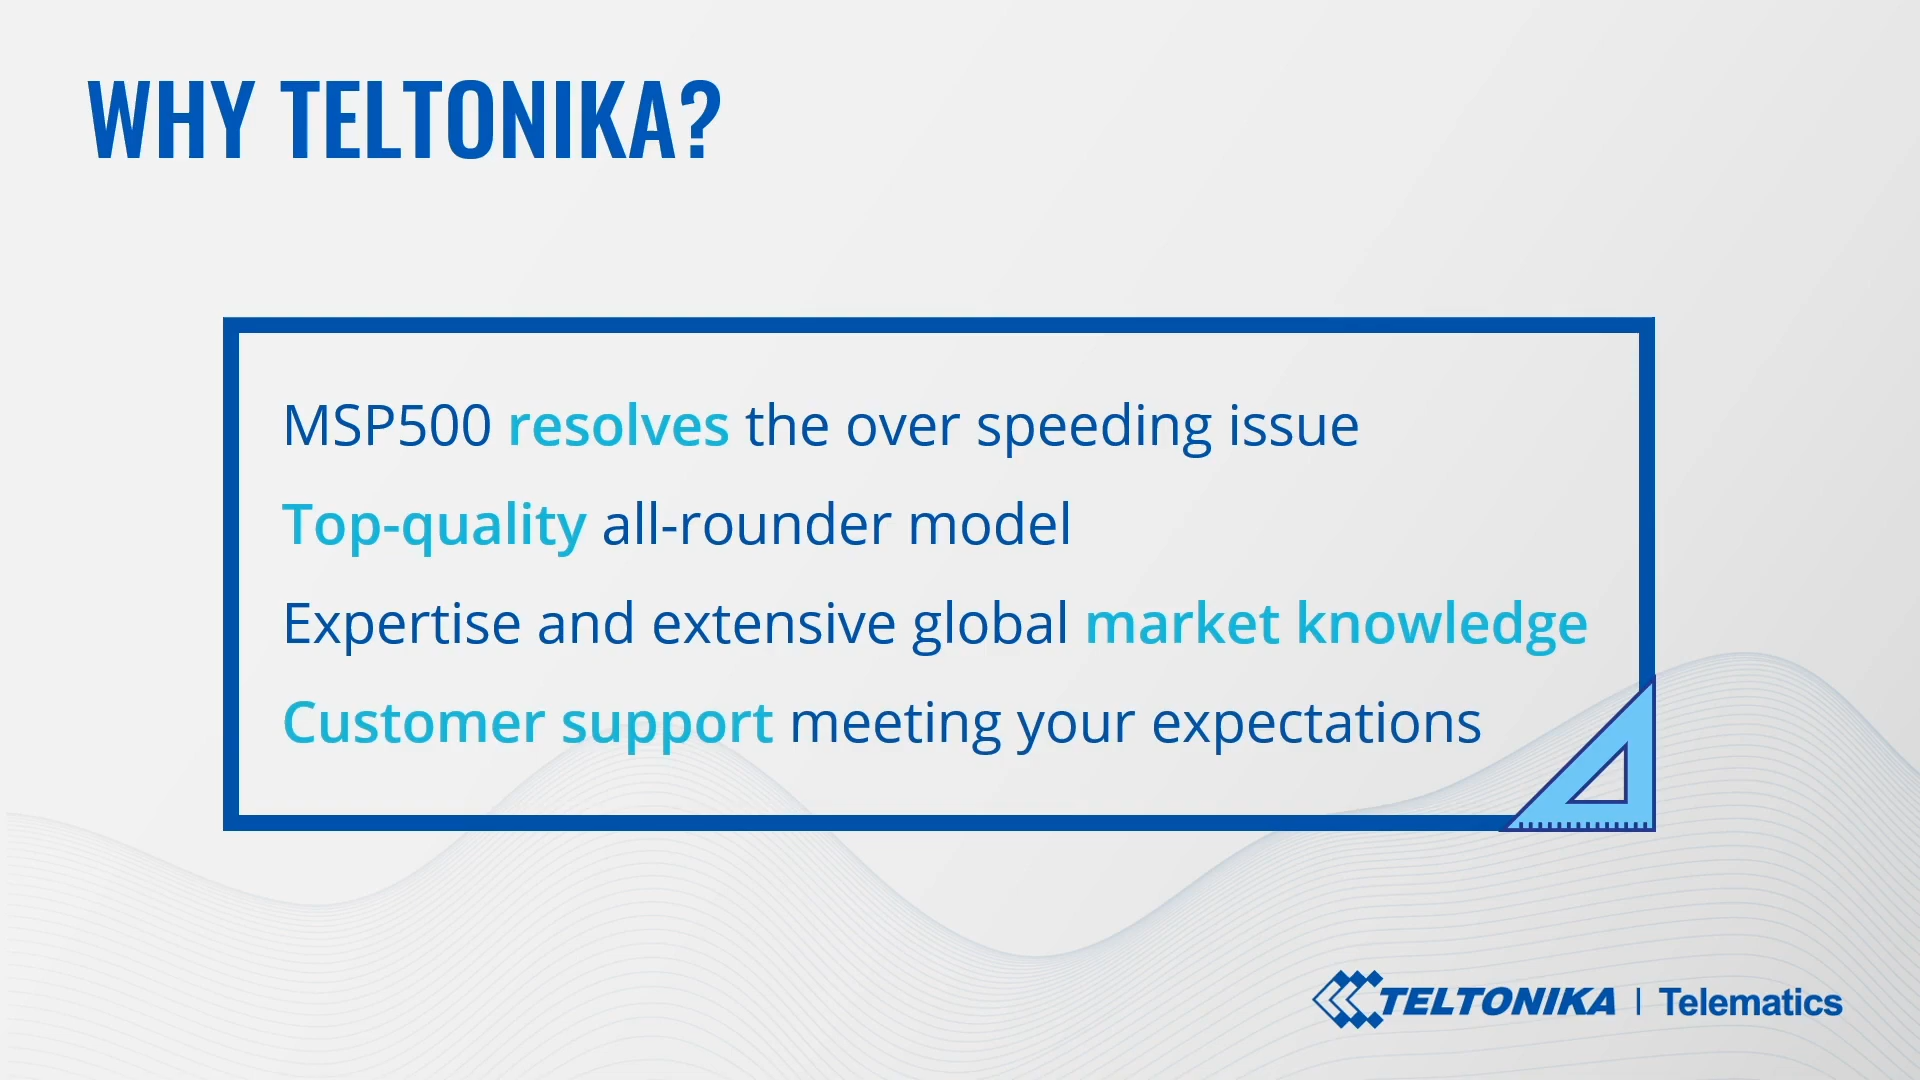 WHY TELTONIKA?
MSP500 resolves the over speeding issue
Top-quality all-rounder model
Expertise and extensive global market knowledge
Customer support meeting your expectations
TELTONIKA | Telematics